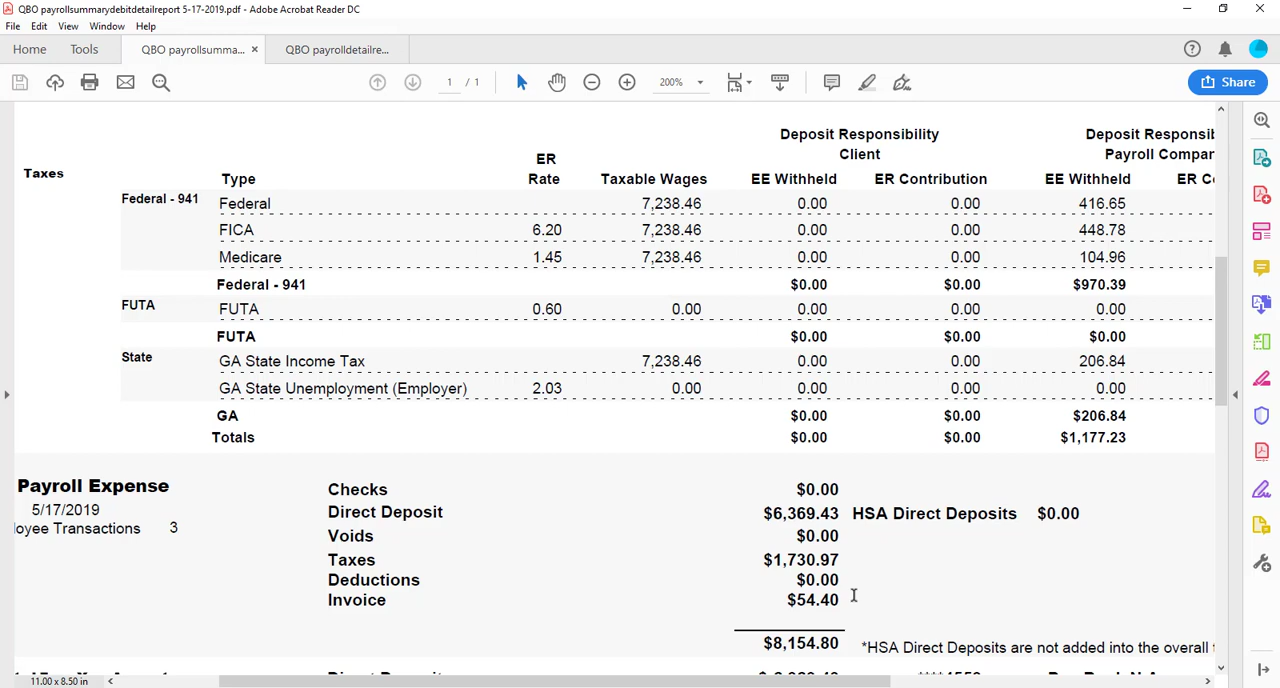 QBO payrollsummarydebitdetailreport 5-17-2019.pdf - Adobe Acrobat Reader DC
File Edit View Window Help
Home Tools QBO payrollsumma... × QBO payrolldetailre...
1 / 1 200% Share
Deposit Responsibility Deposit Responsib
Client Payroll Compar
ER
Taxes Type Rate Taxable Wages EE Withheld ER Contribution EE Withheld ER C
Federal - 941 Federal 7,238.46 0.00 0.00 416.65
FICA 6.20 7,238.46 0.00 0.00 448.78
Medicare 1.45 7,238.46 0.00 0.00 104.96
Federal - 941 $0.00 $0.00 $970.39
FUTA FUTA 0.60 0.00 0.00 0.00 0.00
FUTA $0.00 $0.00 $0.00
State GA State Income Tax 7,238.46 0.00 0.00 206.84
GA State Unemployment (Employer) 2.03 0.00 0.00 0.00 0.00
GA $0.00 $0.00 $206.84
Totals $0.00 $0.00 $1,177.23
Payroll Expense Checks $0.00
5/17/2019 Direct Deposit $6,369.43 HSA Direct Deposits $0.00
loyee Transactions 3 Voids $0.00
Taxes $1,730.97
Deductions $0.00
Invoice $54.40
$8,154.80 *HSA Direct Deposits are not added into the overall
Direct Deposit
11.00 x 8.50 in